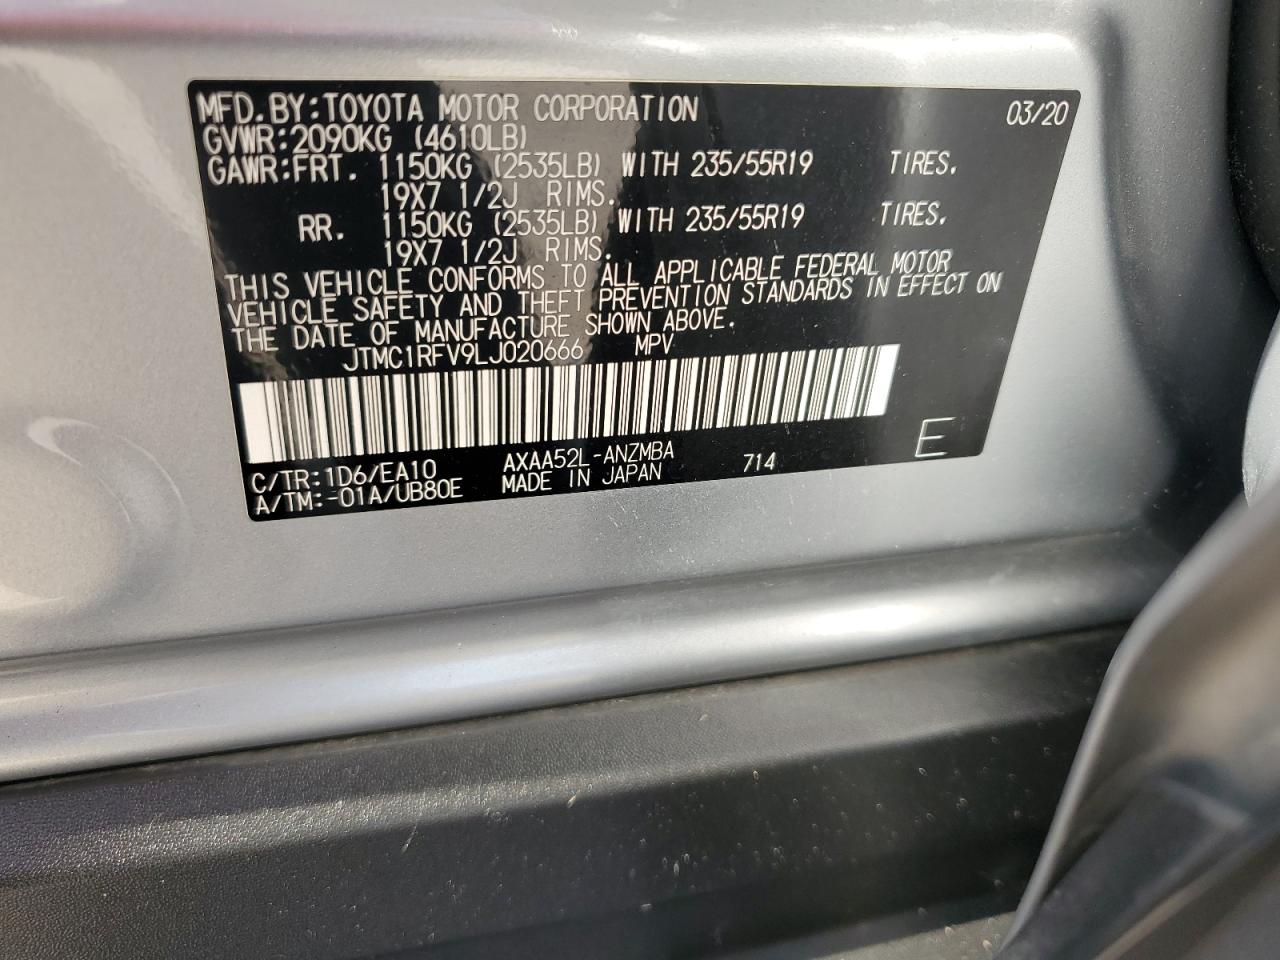 MFD.BY:TOYOTA MOTOR CORPORATION 03/20
GVWR:2090KG (4610LB)
GAWR:FRT. 1150KG (2535LB) WITH 235/55R19 TIRES.
19X7 1/2J RIMS.
RR. 1150KG (2535LB) WITH 235/55R19 TIRES.
19X7 1/2J RIMS.
THIS VEHICLE CONFORMS TO ALL APPLICABLE FEDERAL MOTOR
VEHICLE SAFETY AND THEFT PREVENTION STANDARDS IN EFFECT ON
THE DATE OF MANUFACTURE SHOWN ABOVE.
JTMC1RFV9LJ020666 MPV
C/TR:1D6/EA10 AXAA52L-ANZMBA 714 E
A/TM:-01A/UB80E MADE IN JAPAN